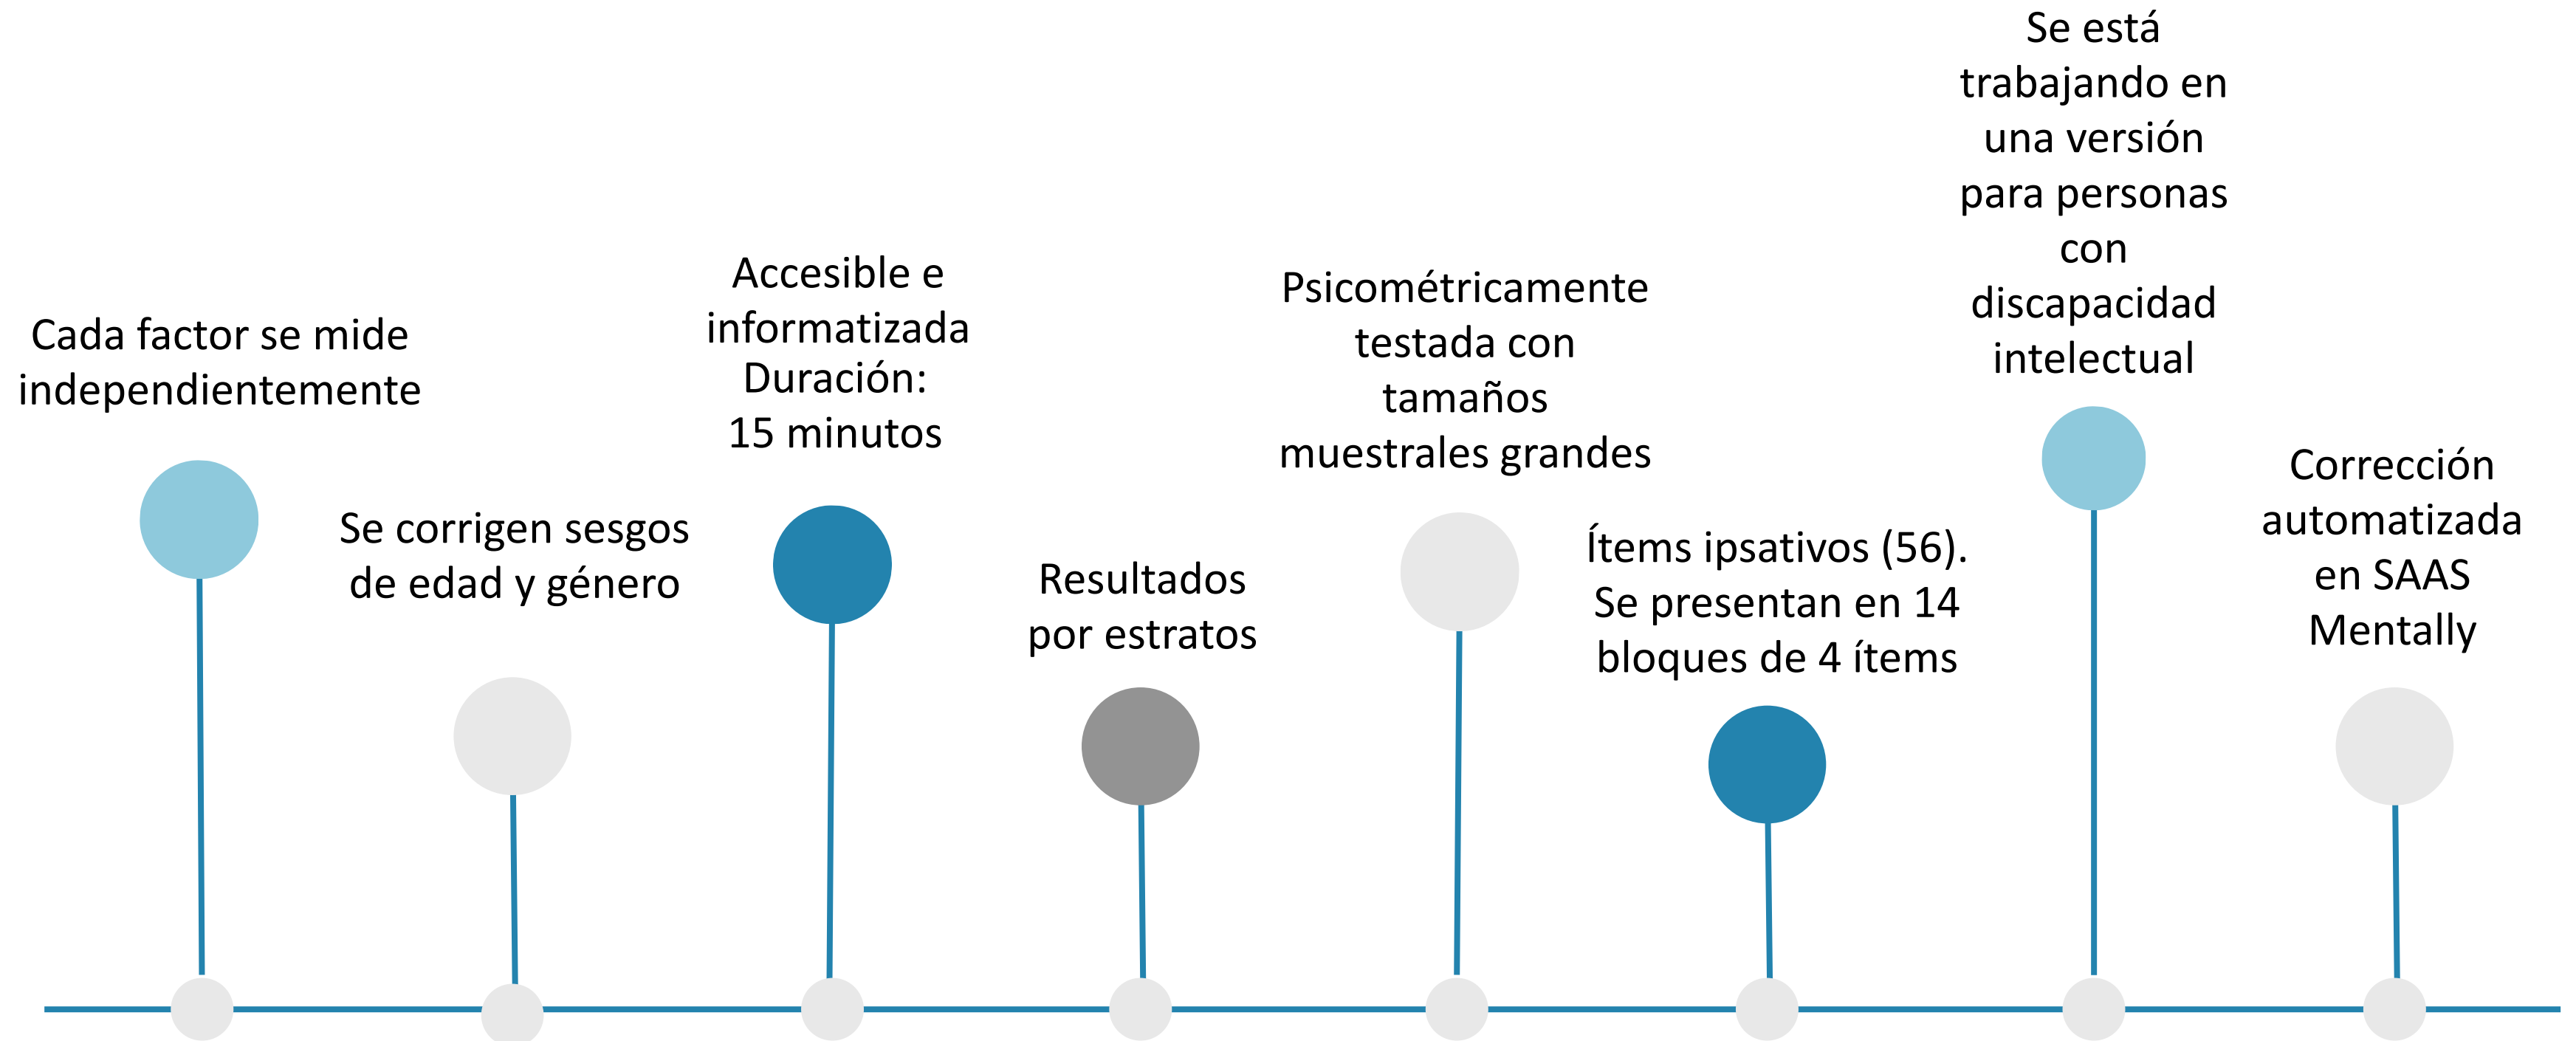 Cada factor se mide
independientemente
Se corrigen sesgos
de edad y género
Accesible e
informatizada
Duración:
15 minutos
Resultados
por estratos
Psicométricamente
testada con
tamaños
muestrales grandes
Ítems ipsativos (56).
Se presentan en 14
bloques de 4 ítems
Se está
trabajando en
una versión
para personas
con
discapacidad
intelectual
Corrección
automatizada
en SAAS
Mentally